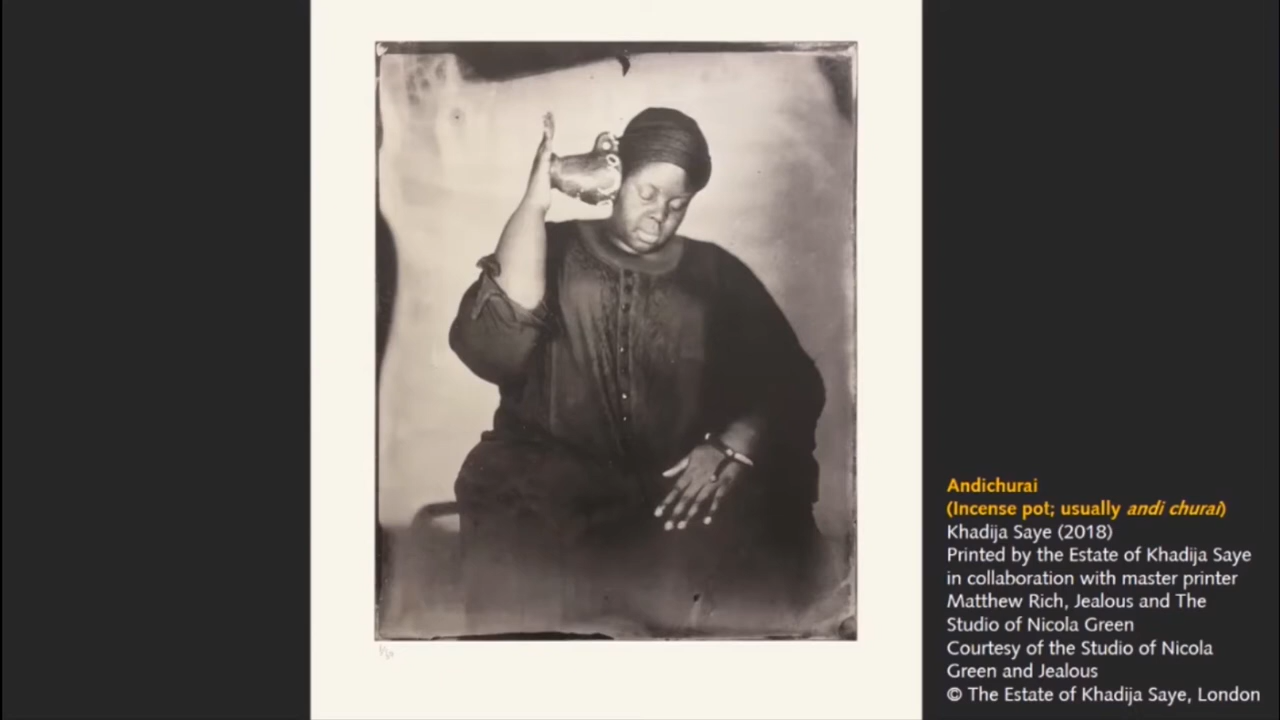 Andichurai
(Incense pot; usually andi churai)
Khadija Saye (2018)
Printed by the Estate of Khadija Saye
in collaboration with master printer
Matthew Rich, Jealous and The
Studio of Nicola Green
Courtesy of the Studio of Nicola
Green and Jealous
© The Estate of Khadija Saye, London